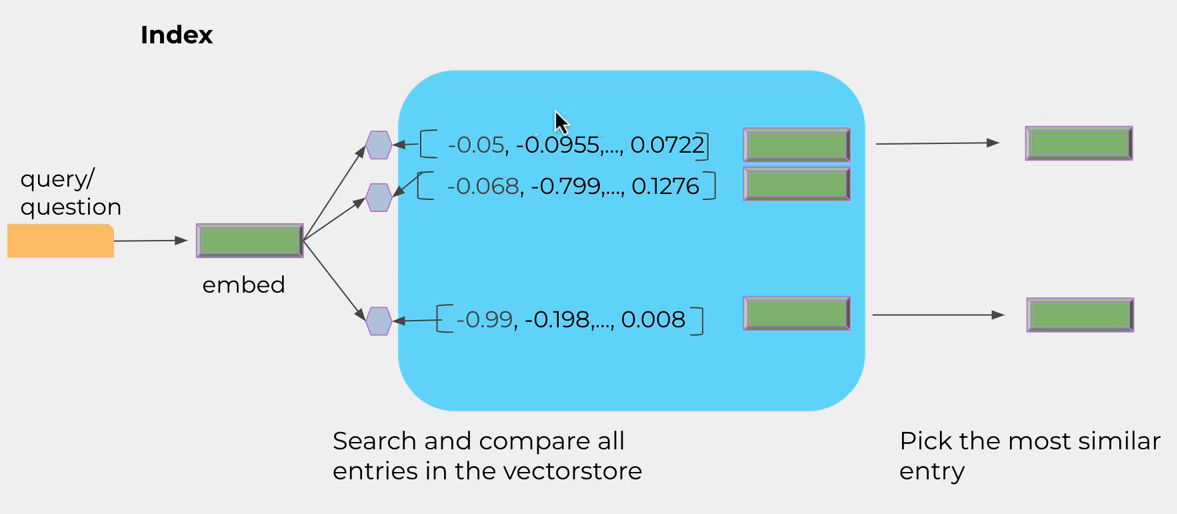 Index
query/
question
embed
-0.05, -0.0955,..., 0.0722
-0.068, -0.799,..., 0.1276
-0.99, -0.198,..., 0.008
Search and compare all
entries in the vectorstore
Pick the most similar
entry